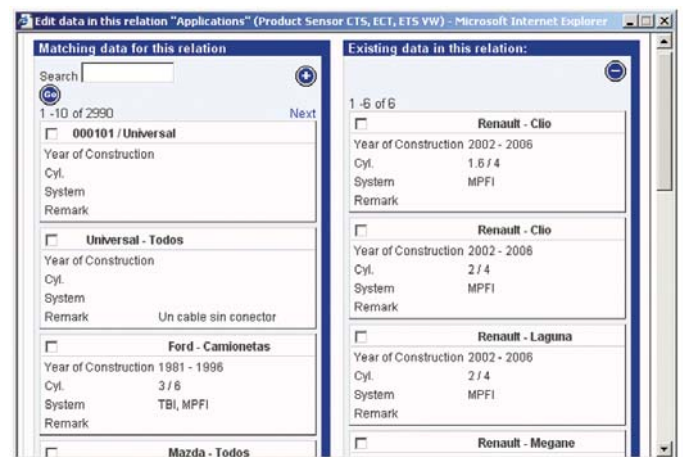 Edit data in this relation "Applications" (Product Sensor CTS, ECT, ETS VW) - Microsoft Internet Explorer
Matching data for this relation
Search
Go
1 -10 of 2990 Next
000101 / Universal
Year of Construction
Cyl.
System
Remark
Universal - Todos
Year of Construction
Cyl.
System
Remark Un cable sin conector
Ford - Camionetas
Year of Construction 1981 - 1996
Cyl. 3 / 6
System TBI, MPFI
Remark
Mazda - Todos
Existing data in this relation:
1 -6 of 6
Renault - Clio
Year of Construction 2002 - 2006
Cyl. 1.6 / 4
System MPFI
Remark
Renault - Clio
Year of Construction 2002 - 2006
Cyl. 2 / 4
System MPFI
Remark
Renault - Laguna
Year of Construction 2002 - 2006
Cyl. 2 / 4
System MPFI
Remark
Renault - Megane